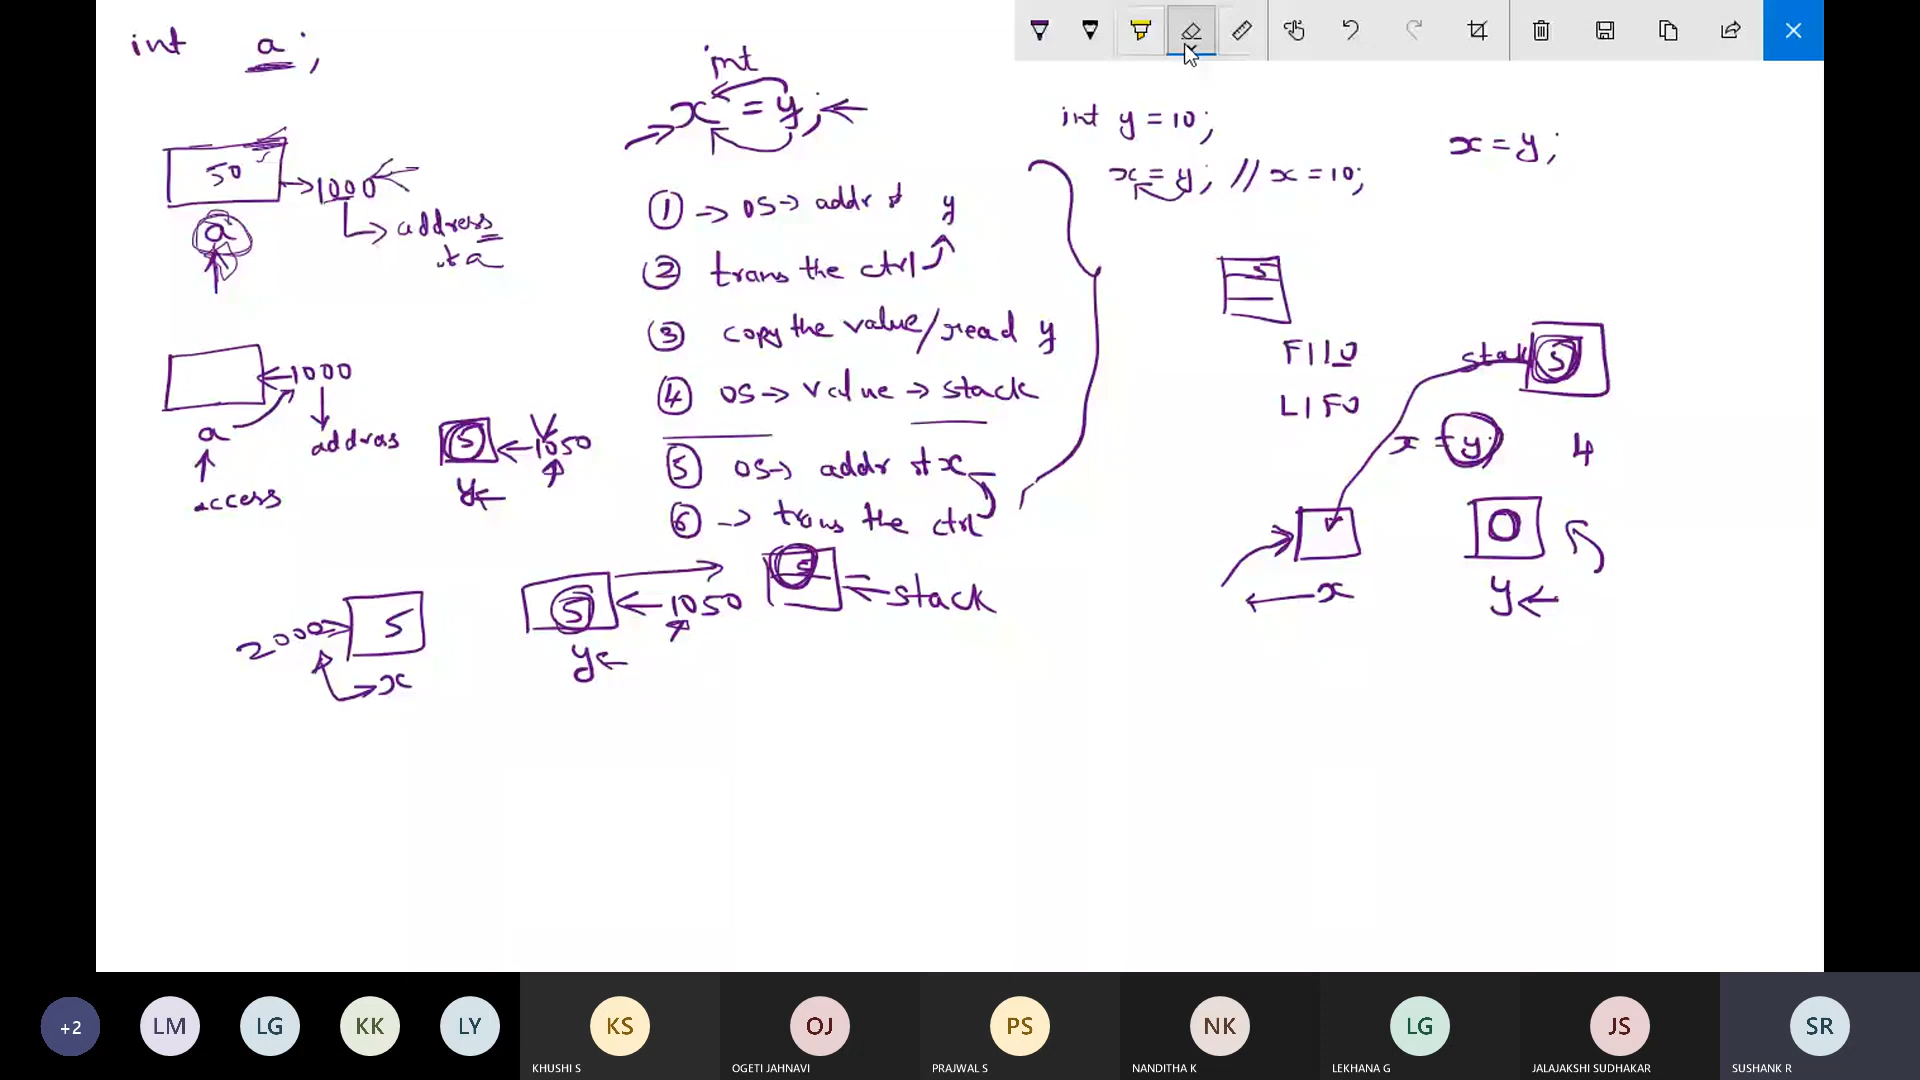 int a;
50
1000
address
of a
a
1000
a
address
access
5
1050
y
2000
5
x
int
x = y;
① → OS → addr of y
② trans the ctrl
③ copy the value/read y
④ OS → value → stack
⑤ OS → addr of x
⑥ → trans the ctrl
5
1050
y
stack
int y = 10;
x = y; // x = 10;
x = y;
5
FILO
LIFO
stack
5
x = y;
4
x
y
+2
LM
LG
KK
LY
KS
OJ
PS
NK
LG
JS
SR
KHUSHI S
OGETI JAHNAVI
PRAJWAL S
NANDITHA K
LEKHANA G
JALAJAKSHI SUDHAKAR
SUSHANK R